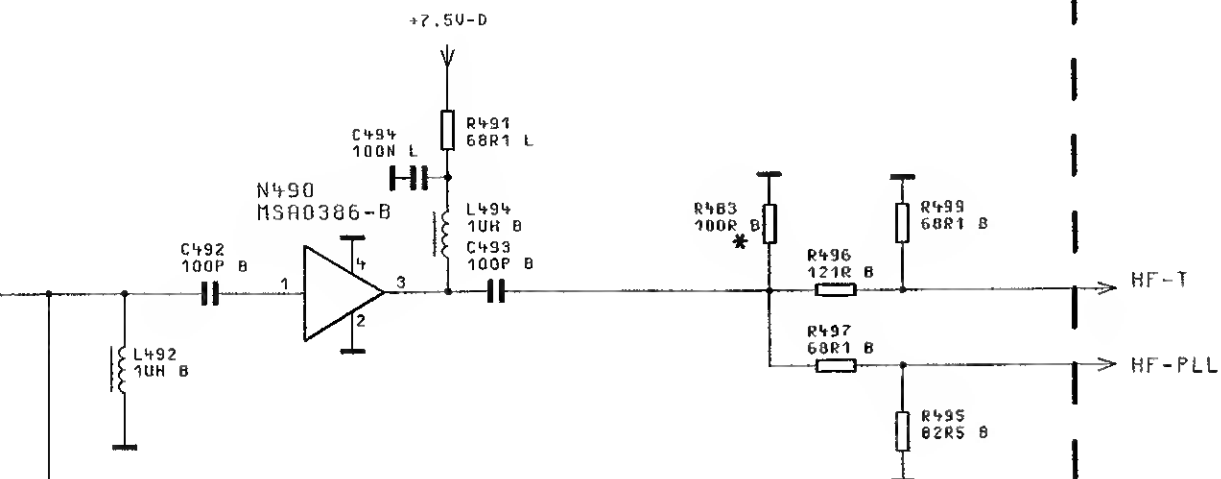 +7.5V-D
R491
68R1 L
C494
100N L
N490
MSA0386-B
L494
1UH B
C493
100P B
C492
100P B
1
4
3
2
L492
1UH B
R483
100R B
*
R499
68R1 B
R496
121R B
HF-T
R497
68R1 B
HF-PLL
R495
82R5 B